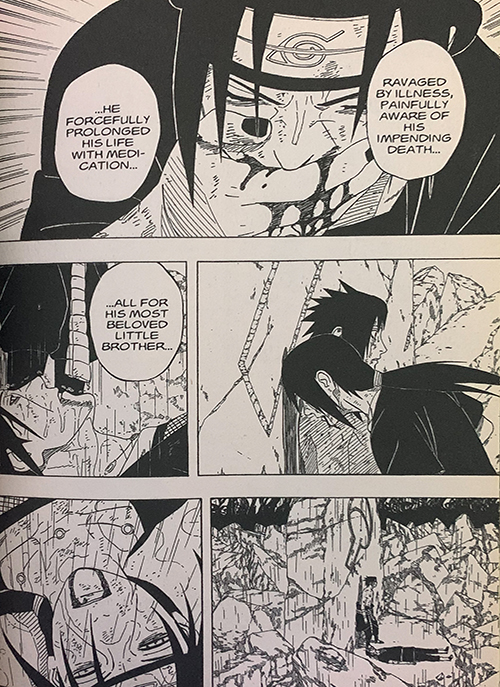 RAVAGED
BY ILLNESS,
PAINFULLY
AWARE OF
HIS
IMPENDING
DEATH...
...HE
FORCEFULLY
PROLONGED
HIS LIFE
WITH MEDI-
CATION...
...ALL FOR
HIS MOST
BELOVED
LITTLE
BROTHER...